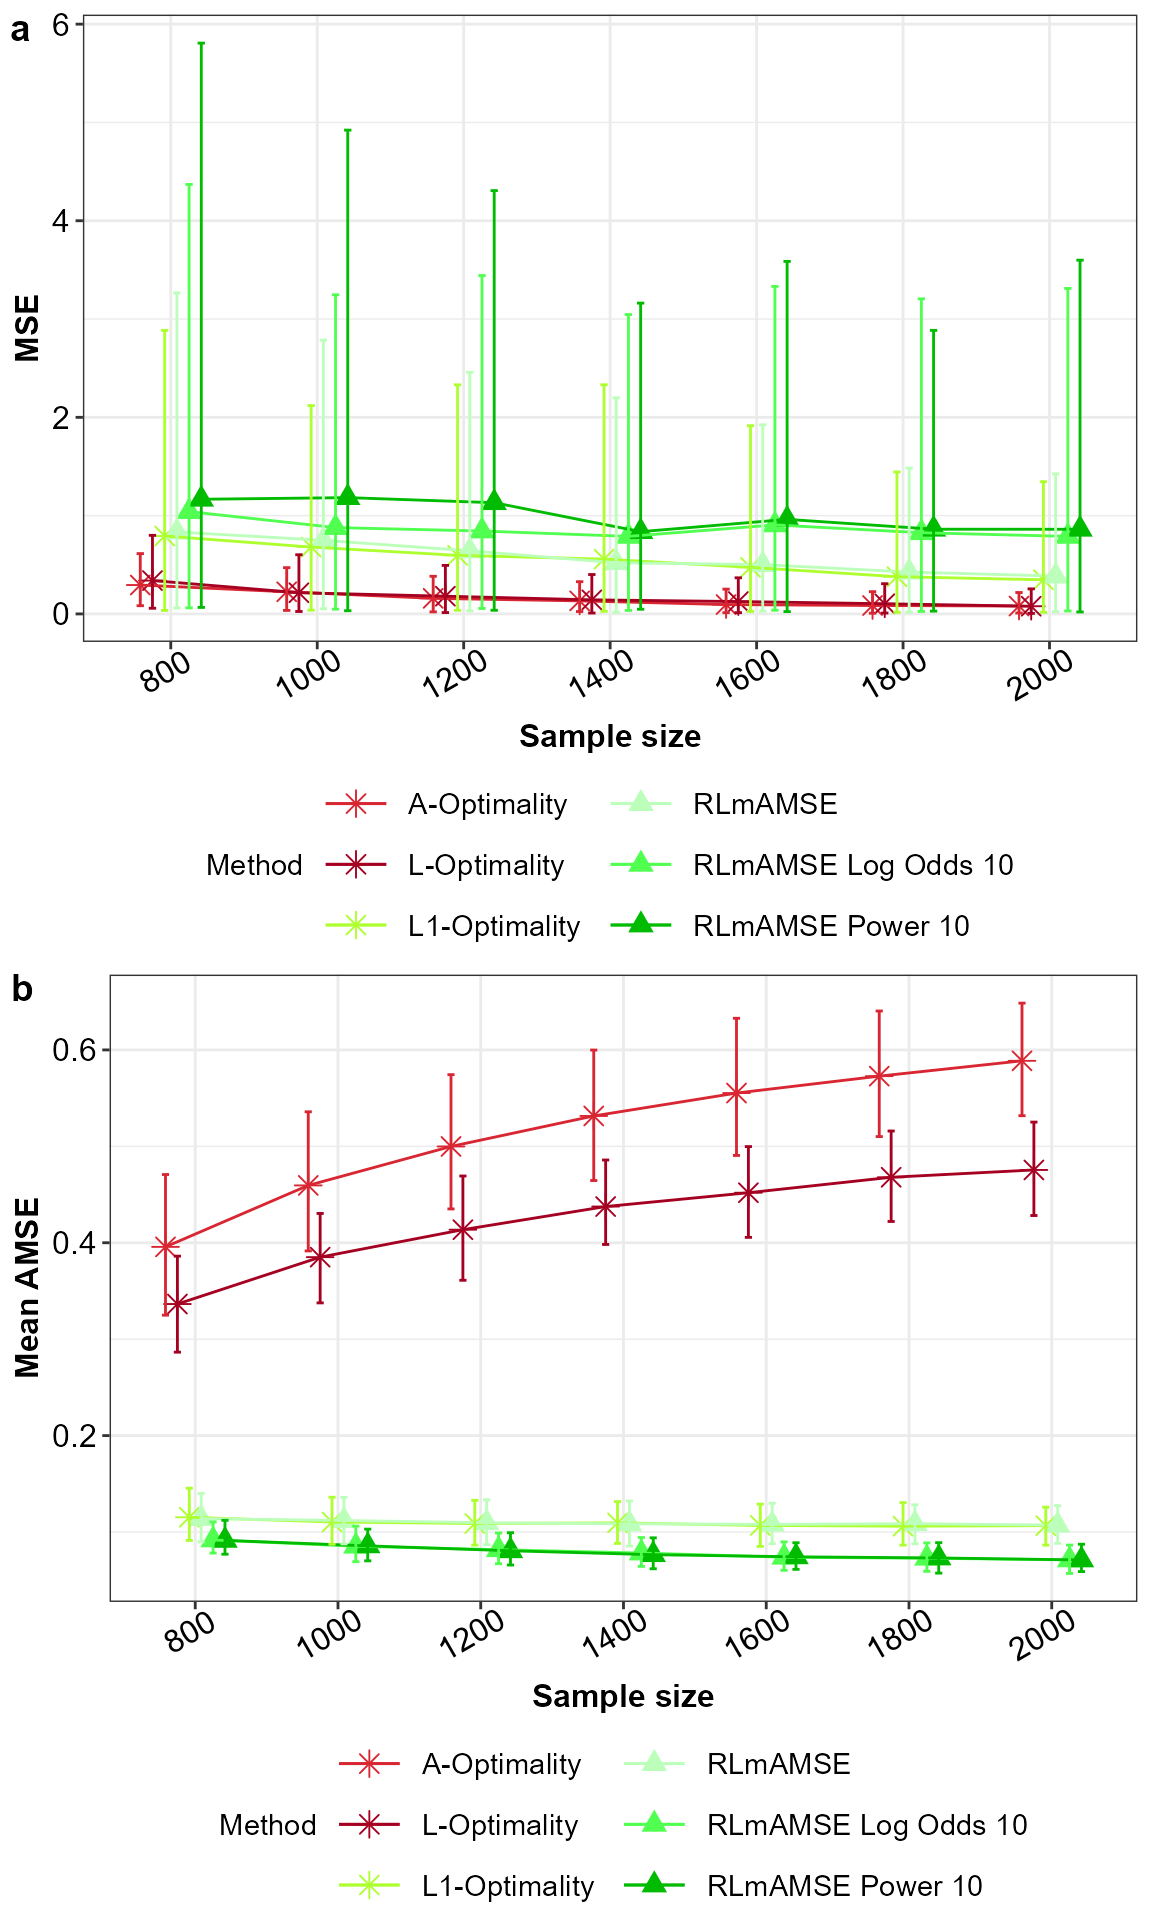 a
6
4
2
0
MSE
800 1000 1200 1400 1600 1800 2000
Sample size
A-Optimality RLmAMSE
Method L-Optimality RLmAMSE Log Odds 10
L1-Optimality RLmAMSE Power 10
b
0.6
0.4
0.2
Mean AMSE
800 1000 1200 1400 1600 1800 2000
Sample size
A-Optimality RLmAMSE
Method L-Optimality RLmAMSE Log Odds 10
L1-Optimality RLmAMSE Power 10